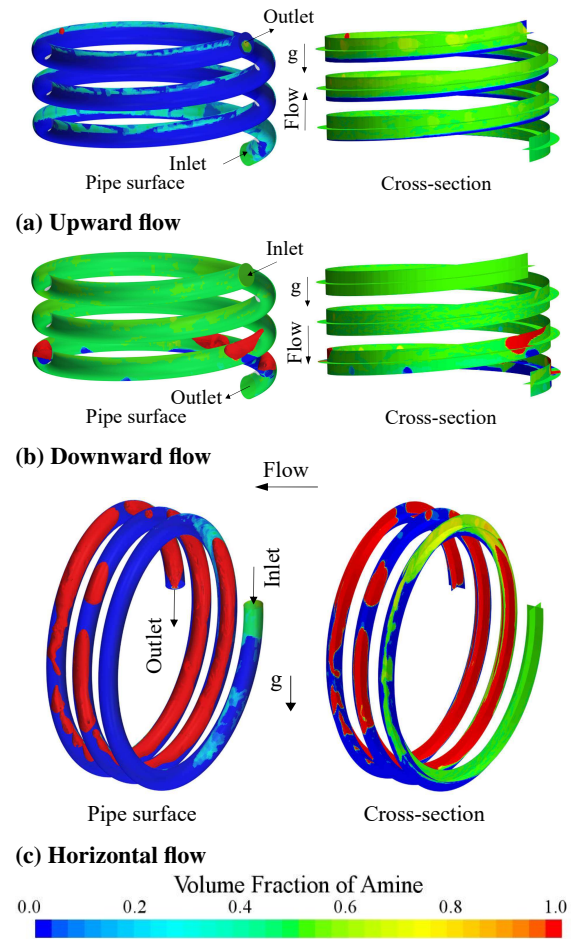 Outlet
g
Flow
Inlet
Pipe surface
Cross-section
(a) Upward flow
Inlet
g
Flow
Outlet
Pipe surface
Cross-section
(b) Downward flow
Flow
Inlet
Outlet
g
Pipe surface
Cross-section
(c) Horizontal flow
Volume Fraction of Amine
0.0 0.2 0.4 0.6 0.8 1.0